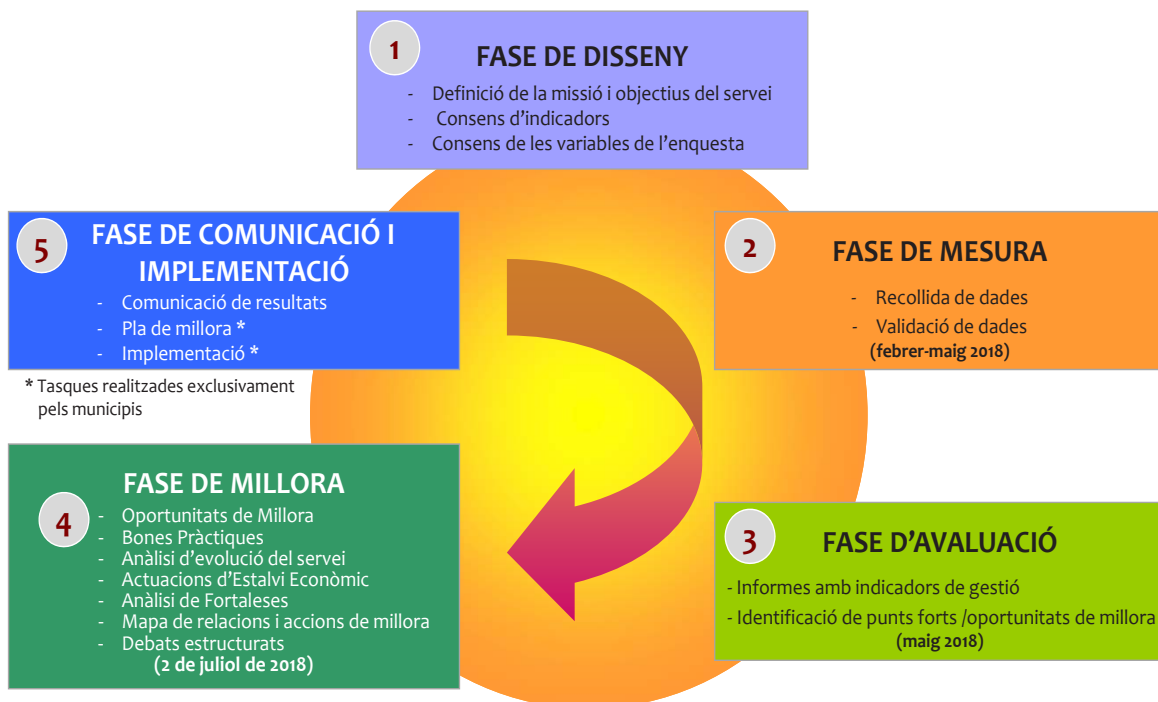 1
FASE DE DISSENY
- Definició de la missió i objectius del servei
- Consens d’indicadors
- Consens de les variables de l’enquesta
2
FASE DE MESURA
- Recollida de dades
- Validació de dades
(febrer-maig 2018)
3
FASE D’AVALUACIÓ
- Informes amb indicadors de gestió
- Identificació de punts forts /oportunitats de millora
(maig 2018)
4
FASE DE MILLORA
- Oportunitats de Millora
- Bones Pràctiques
- Anàlisi d’evolució del servei
- Actuacions d’Estalvi Econòmic
- Anàlisi de Fortaleses
- Mapa de relacions i accions de millora
- Debats estructurats
(2 de juliol de 2018)
5
FASE DE COMUNICACIÓ I
IMPLEMENTACIÓ
- Comunicació de resultats
- Pla de millora *
- Implementació *
* Tasques realitzades exclusivament
pels municipis